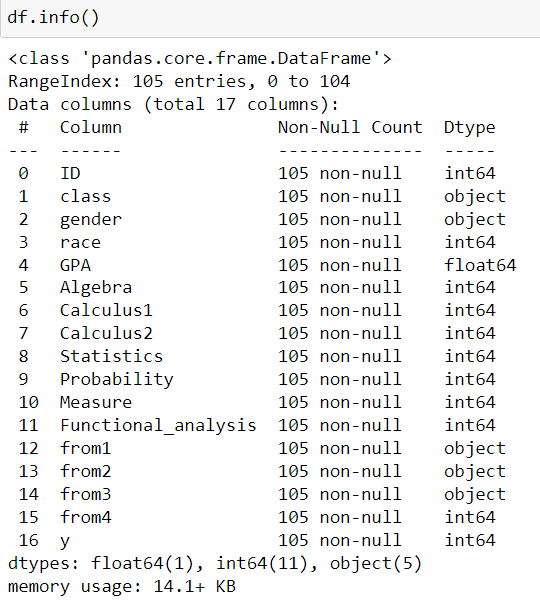 df.info()
<class 'pandas.core.frame.DataFrame'>
RangeIndex: 105 entries, 0 to 104
Data columns (total 17 columns):
 #   Column               Non-Null Count  Dtype
---  ------               --------------  -----
 0   ID                   105 non-null    int64
 1   class                105 non-null    object
 2   gender               105 non-null    object
 3   race                 105 non-null    int64
 4   GPA                  105 non-null    float64
 5   Algebra              105 non-null    int64
 6   Calculus1            105 non-null    int64
 7   Calculus2            105 non-null    int64
 8   Statistics           105 non-null    int64
 9   Probability          105 non-null    int64
 10  Measure              105 non-null    int64
 11  Functional_analysis  105 non-null    int64
 12  from1                105 non-null    object
 13  from2                105 non-null    object
 14  from3                105 non-null    object
 15  from4                105 non-null    int64
 16  y                    105 non-null    int64
dtypes: float64(1), int64(11), object(5)
memory usage: 14.1+ KB